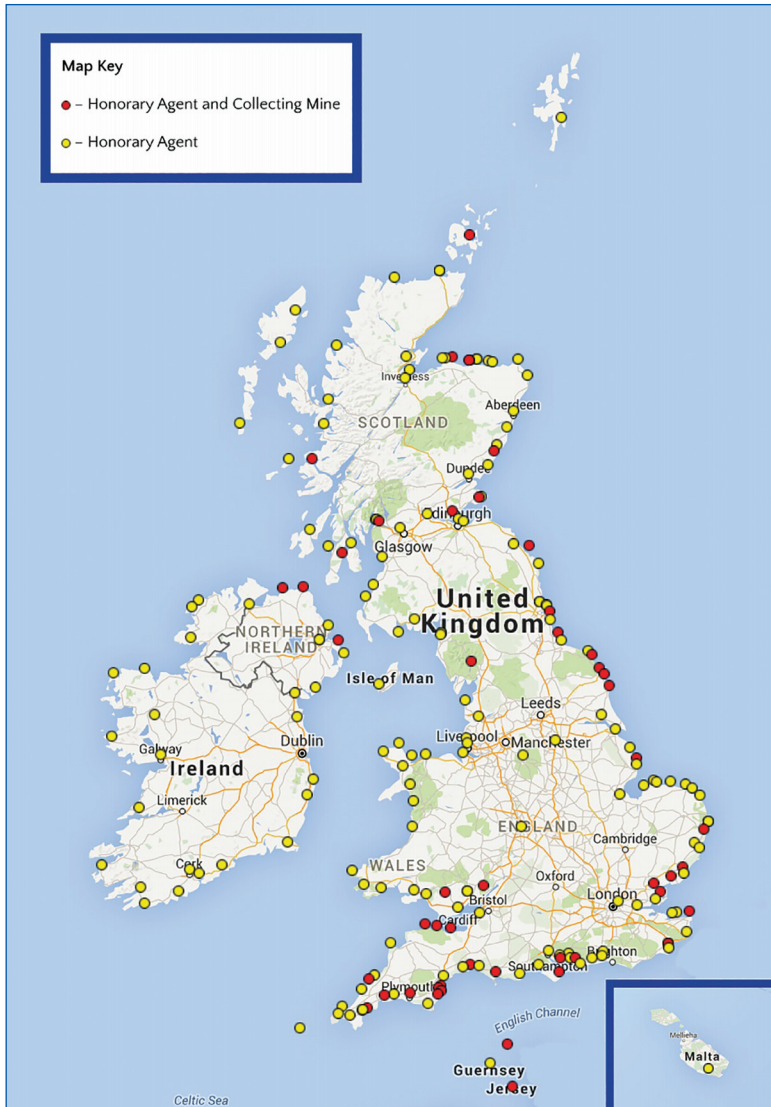 Map Key
– Honorary Agent and Collecting Mine
– Honorary Agent
Inverness
Aberdeen
SCOTLAND
Dundee
Edinburgh
Glasgow
United
Kingdom
NORTHERN
IRELAND
Isle of Man
Leeds
Liverpool
Manchester
Dublin
Galway
Ireland
Limerick
ENGLAND
Cambridge
WALES
Cork
Oxford
London
Bristol
Cardiff
Southampton
Brighton
Plymouth
English Channel
Mellieha
Malta
Guernsey
Jersey
Celtic Sea